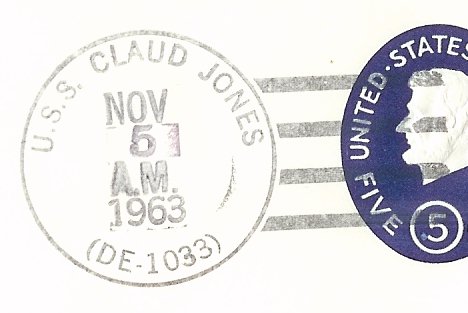 U.S.S. CLAUD JONES
NOV
5
A.M.
1963
(DE-1033)
UNITED·STATES
FIVE
5